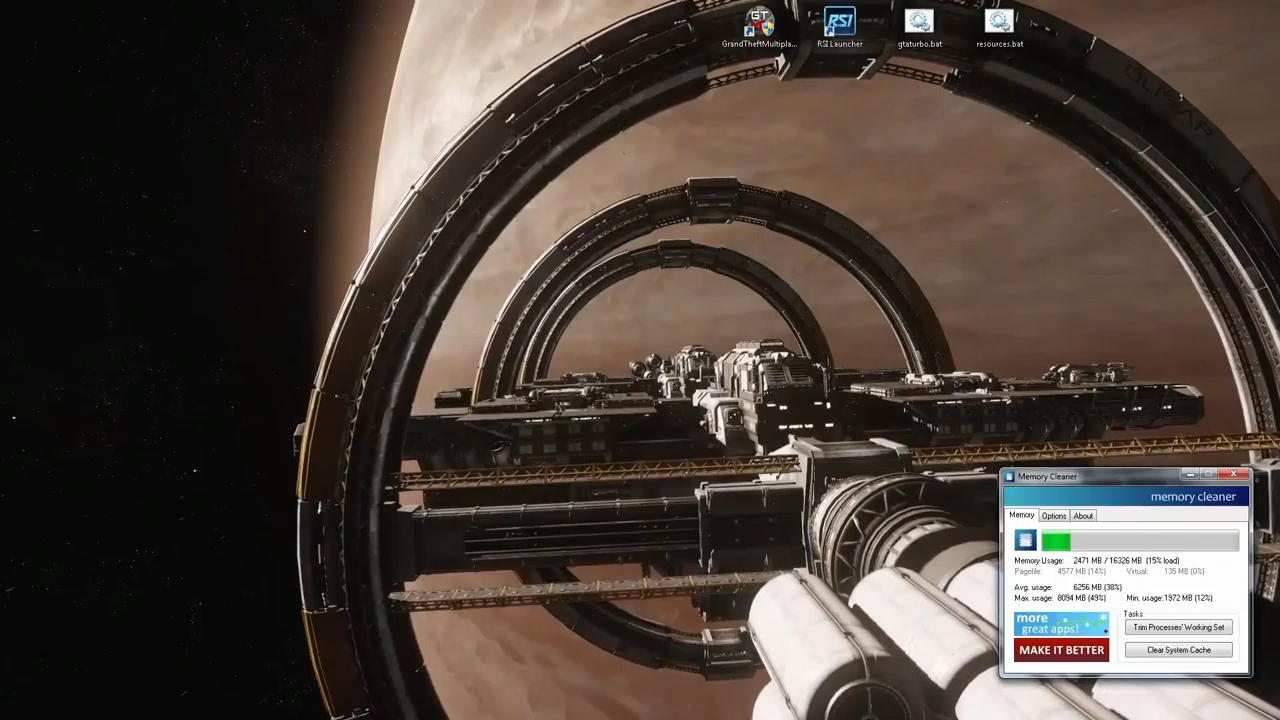 GT
GrandTheftMultipla...
RSI
RSI Launcher
gtaturbo.bat
resources.bat
OLISAR
Memory Cleaner
memory cleaner
Memory
Options
About
Memory Usage: 2471 MB / 16326 MB (15% load)
Pagefile: 4577 MB (14%) Virtual: 135 MB (0%)
Avg. usage: 6256 MB (38%)
Max. usage: 8094 MB (49%) Min. usage: 1972 MB (12%)
more
great apps!
MAKE IT BETTER
Tasks
Trim Processes' Working Set
Clear System Cache